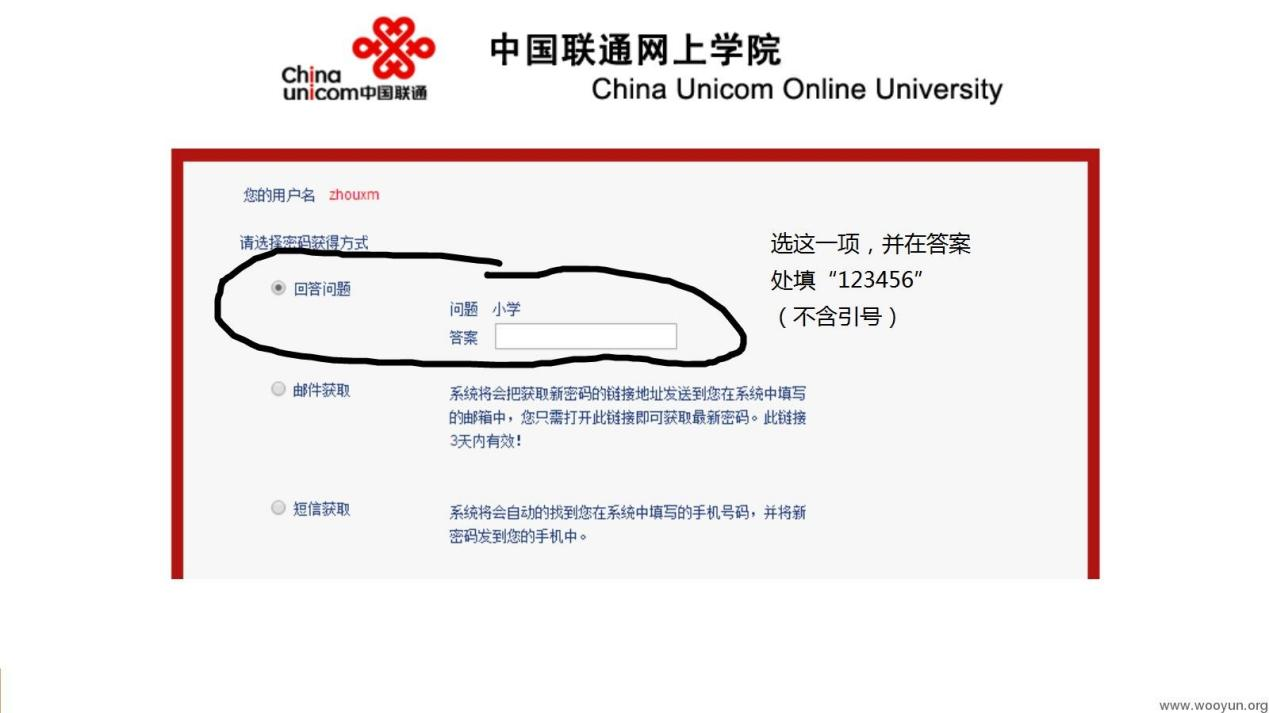 China
unicom中国联通
中国联通网上学院
China Unicom Online University
您的用户名 zhouxm
请选择密码获得方式
回答问题
问题 小学
答案
选这一项，并在答案
处填“123456”
（不含引号）
邮件获取
系统将会把获取新密码的链接地址发送到您在系统中填写
的邮箱中，您只需打开此链接即可获取最新密码。此链接
3天内有效！
短信获取
系统将会自动的找到您在系统中填写的手机号码，并将新
密码发到您的手机中。
www.wooyun.org